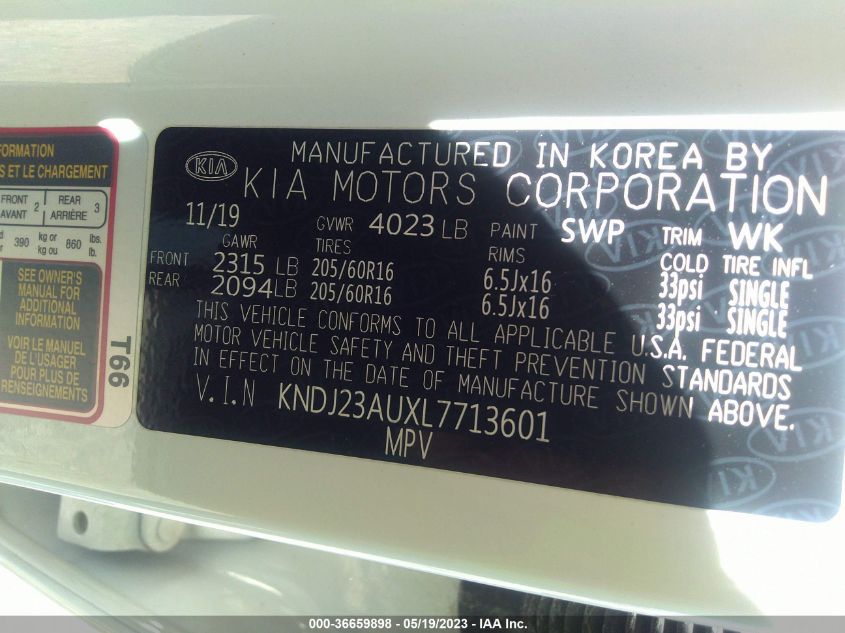 FORMATION
S ET LE CHARGEMENT
FRONT AVANT 2 REAR ARRIÈRE 3
390 kg or kg ou 860 lbs. lb.
SEE OWNER'S
MANUAL FOR
ADDITIONAL
INFORMATION
VOIR LE MANUEL
DE L'USAGER
POUR PLUS DE
RENSEIGNEMENTS
T66
KIA
MANUFACTURED IN KOREA BY
KIA MOTORS CORPORATION
11/19 GVWR 4023 LB PAINT SWP TRIM WK
GAWR TIRES RIMS COLD TIRE INFL
FRONT 2315 LB 205/60R16 6.5Jx16 33psi SINGLE
REAR 2094 LB 205/60R16 6.5Jx16 33psi SINGLE
THIS VEHICLE CONFORMS TO ALL APPLICABLE U.S.A. FEDERAL
MOTOR VEHICLE SAFETY AND THEFT PREVENTION STANDARDS
IN EFFECT ON THE DATE OF MANUFACTURE SHOWN ABOVE.
V.I.N KNDJ23AUXL7713601
MPV
000-36659898 - 05/19/2023 - IAA Inc.